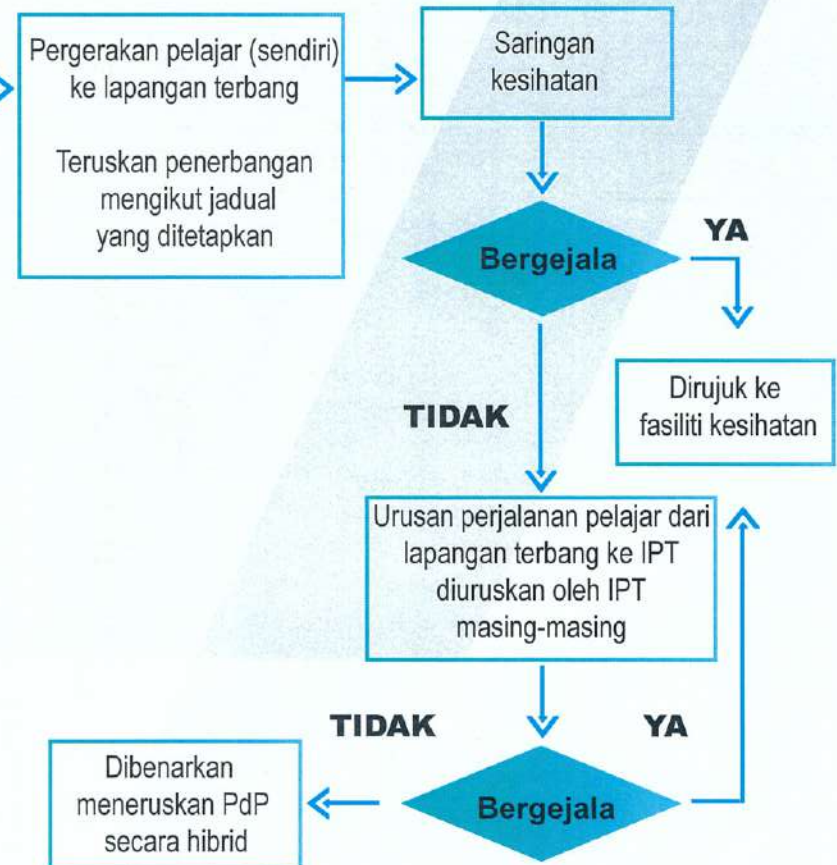 Pergerakan pelajar (sendiri)
ke lapangan terbang
Teruskan penerbangan
mengikut jadual
yang ditetapkan
Saringan
kesihatan
Bergejala
YA
Dirujuk ke
fasiliti kesihatan
TIDAK
Urusan perjalanan pelajar dari
lapangan terbang ke IPT
diuruskan oleh IPT
masing-masing
TIDAK
YA
Bergejala
Dibenarkan
meneruskan PdP
secara hibrid